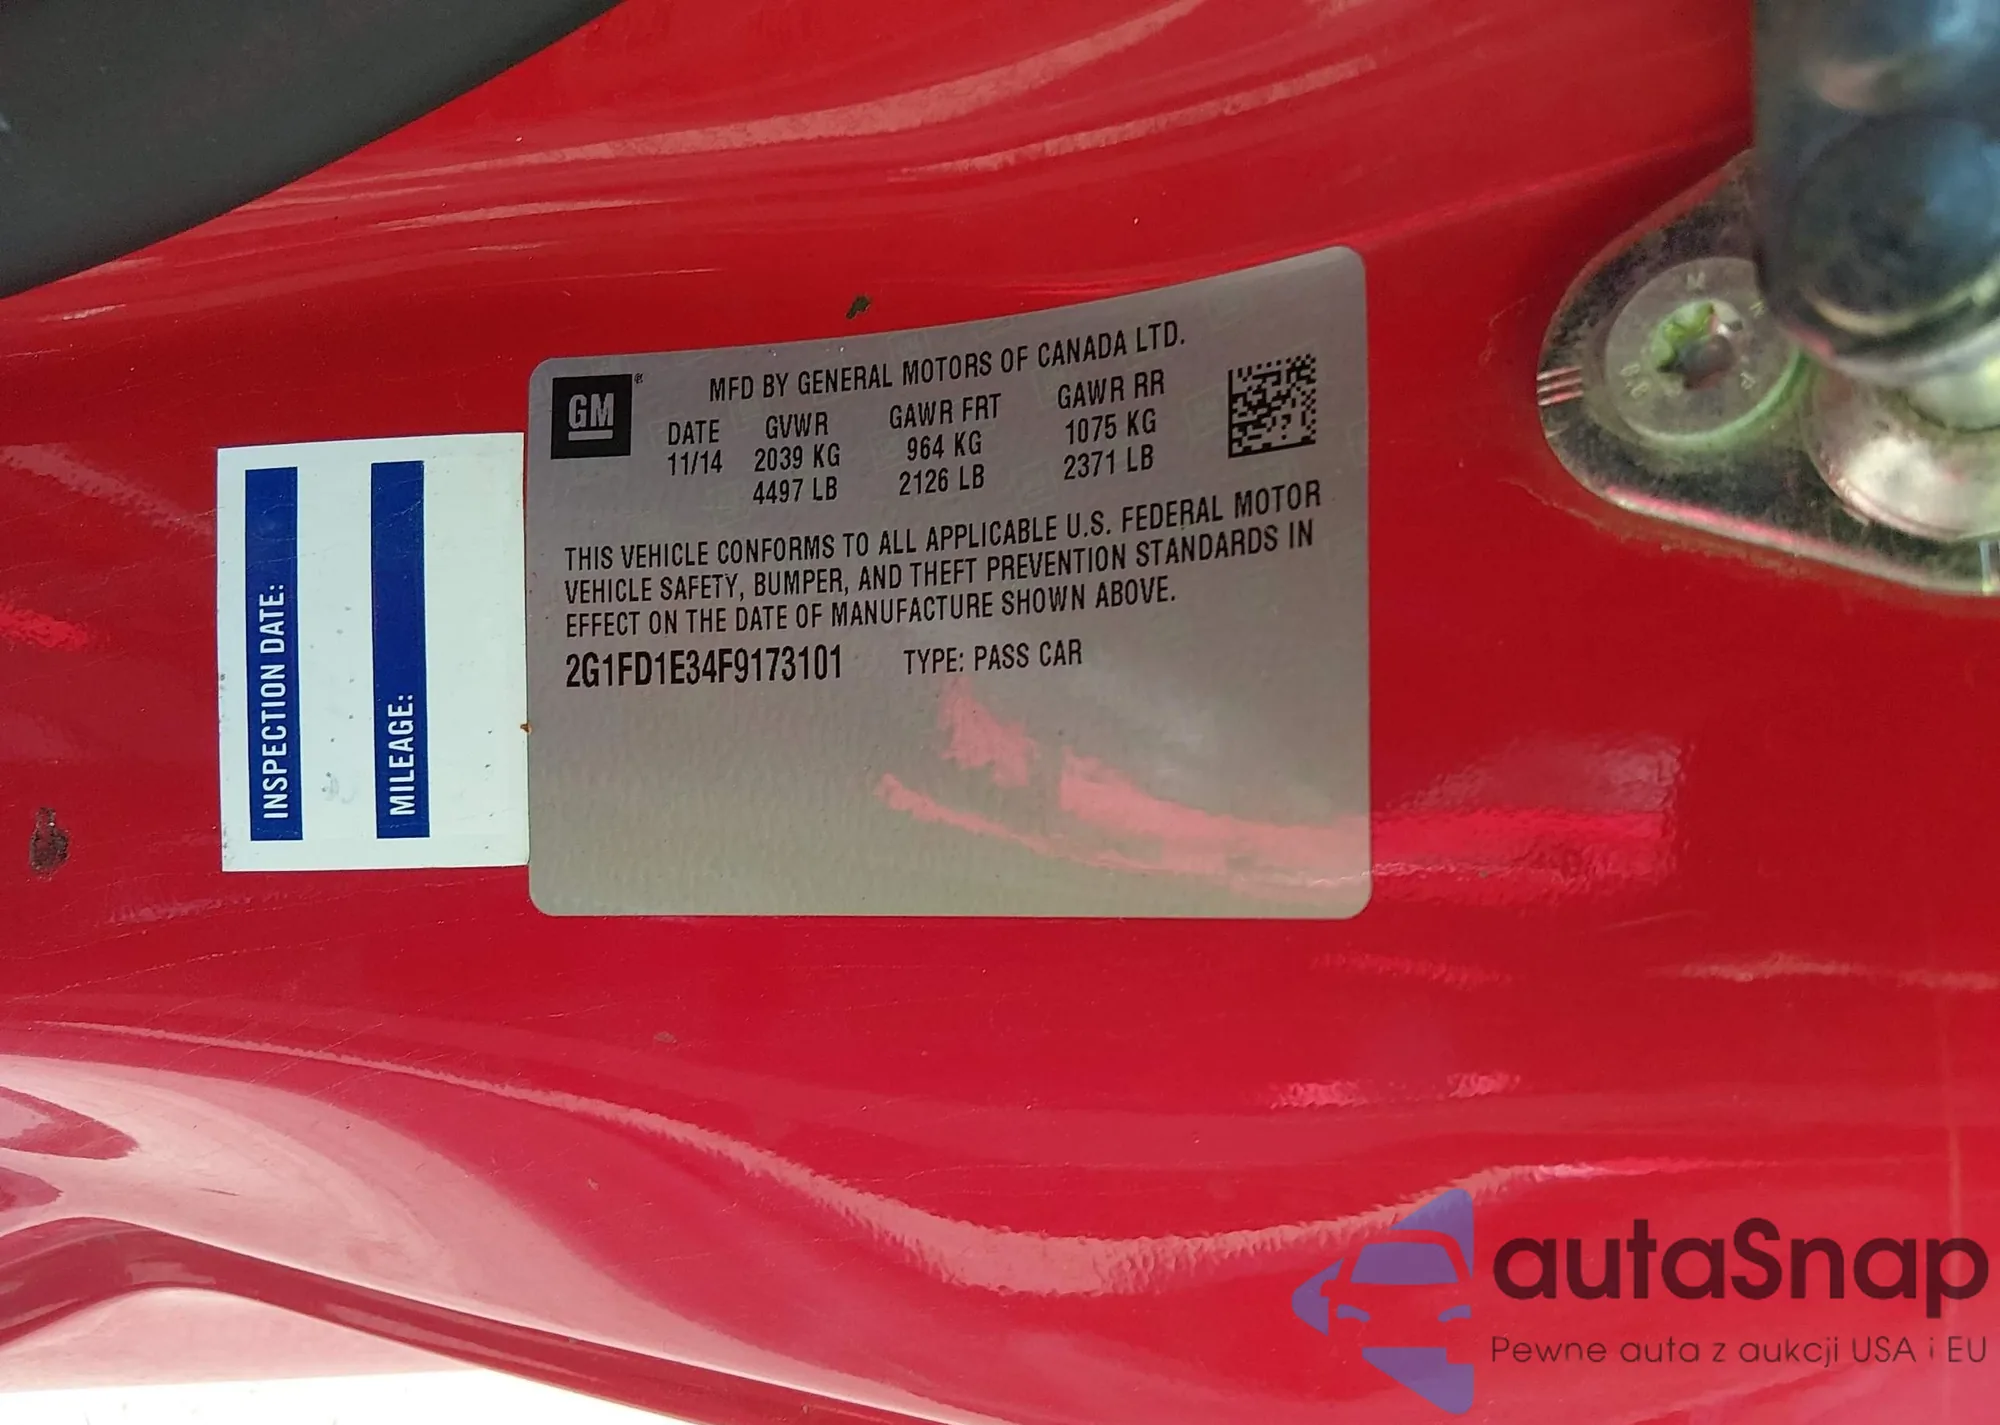 GM
MFD BY GENERAL MOTORS OF CANADA LTD.
DATE GVWR GAWR FRT GAWR RR
11/14 2039 KG 964 KG 1075 KG
4497 LB 2126 LB 2371 LB
THIS VEHICLE CONFORMS TO ALL APPLICABLE U.S. FEDERAL MOTOR
VEHICLE SAFETY, BUMPER, AND THEFT PREVENTION STANDARDS IN
EFFECT ON THE DATE OF MANUFACTURE SHOWN ABOVE.
2G1FD1E34F9173101 TYPE: PASS CAR
INSPECTION DATE:
MILEAGE:
autaSnap
Pewne auta z aukcji USA i EU